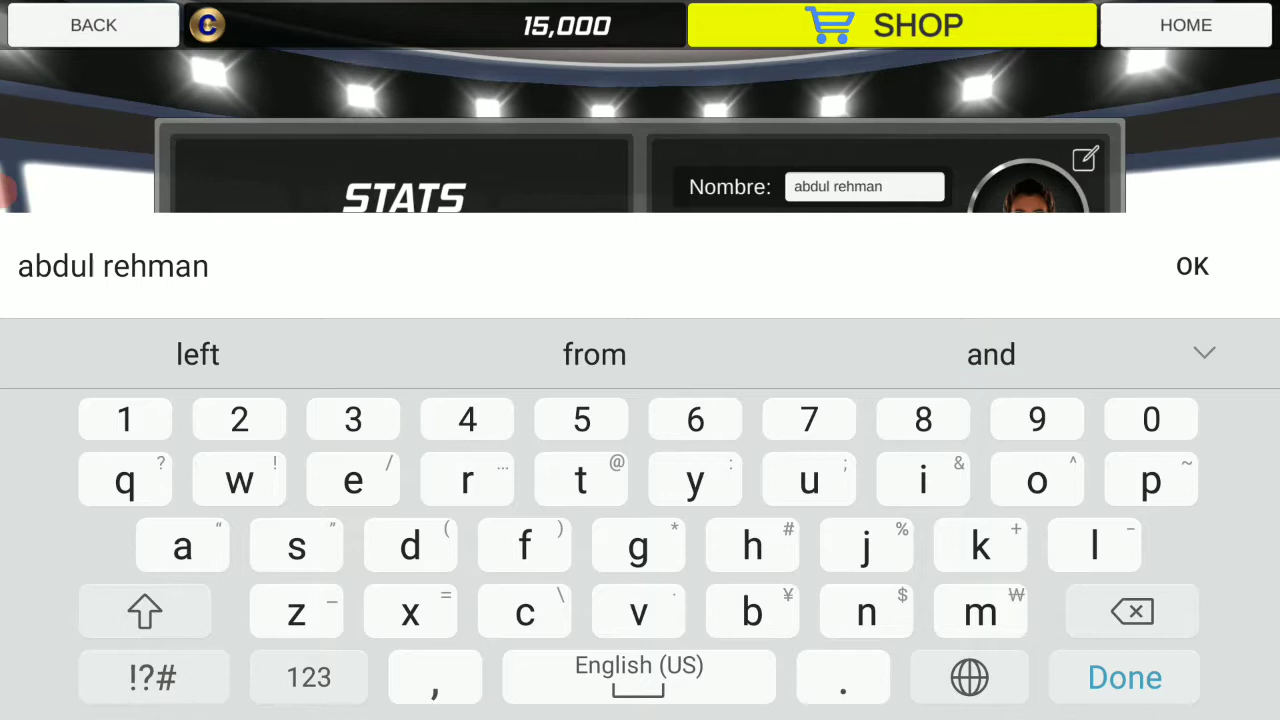 BACK
C
15,000
SHOP
HOME
STATS
Nombre: abdul rehman
abdul rehman
OK
left from and
1 2 3 4 5 6 7 8 9 0
q ? w ! e / r ... t @ y : u ; i & o ^ p ~
a “ s ” d ( f ) g * h # j % k + l -
z _ x = c \ v · b ¥ n $ m ₩
!?# 123 , English (US) . Done